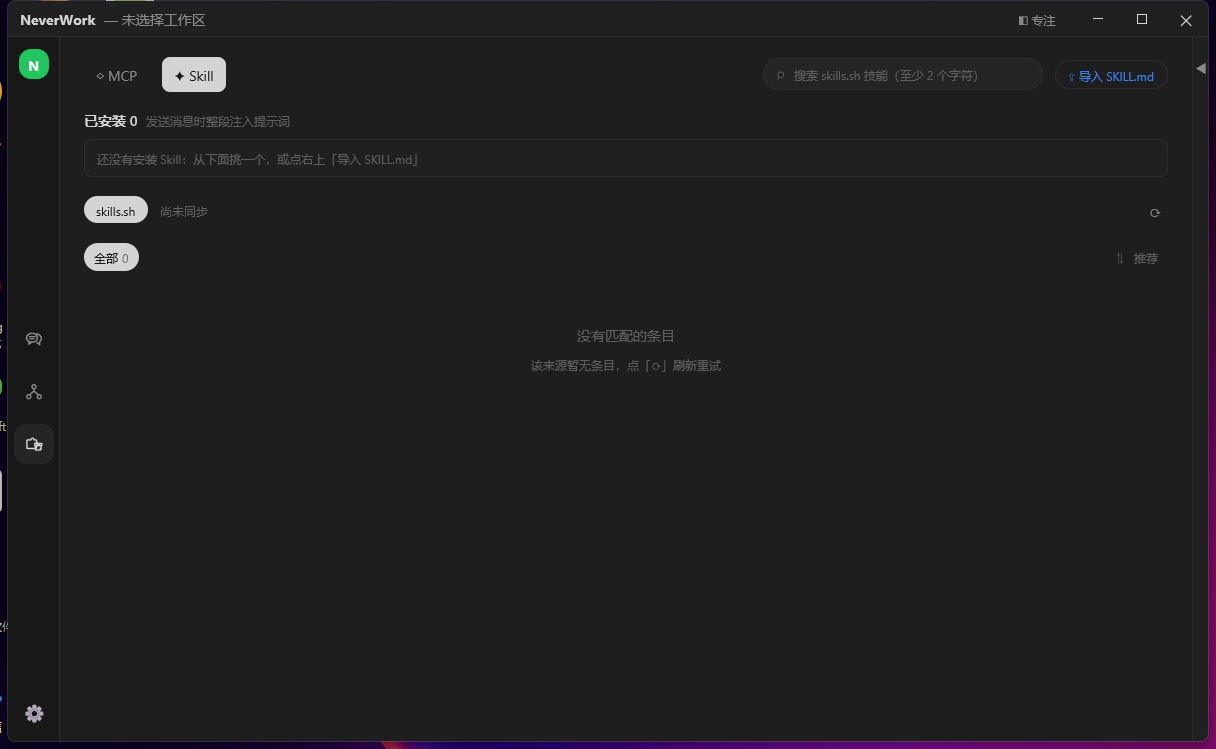 NeverWork — 未选择工作区
专注
N
MCP
Skill
搜索 skills.sh 技能（至少 2 个字符）
导入 SKILL.md
已安装 0 发送消息时整段注入提示词
还没有安装 Skill：从下面挑一个，或点右上「导入 SKILL.md」
skills.sh 尚未同步
全部 0
推荐
没有匹配的条目
该来源暂无条目，点「⟳」刷新重试